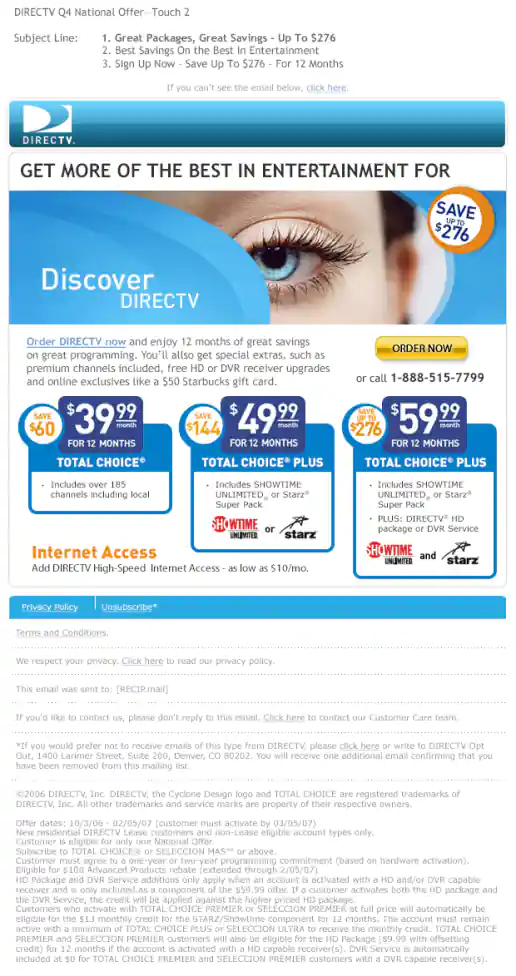 DIRECTV Q4 National Offer–Touch 2
Subject Line:
1. Great Packages, Great Savings - Up To $276
2. Best Savings On the Best In Entertainment
3. Sign Up Now - Save Up To $276 - For 12 Months
If you can't see the email below, click here.
DIRECTV.
GET MORE OF THE BEST IN ENTERTAINMENT FOR
SAVE
UP TO
$276
Discover
DIRECTV
Order DIRECTV now and enjoy 12 months of great savings
on great programming. You'll allso get special extras, such as
premium channels included, free HD or DVR receiver upgrades
and online exclusives like a $50 Starbucks gift card.
ORDER NOW
or call 1-888-515-7799
SAVE
$60
$39.99
month
FOR 12 MONTHS
TOTAL CHOICE®
· Includes over 185
channels including local
SAVE
$144
$49.99
month
FOR 12 MONTHS
TOTAL CHOICE® PLUS
· Includes SHOWTIME
UNLIMITED® or Starz®
Super Pack
SHOWTIME
UNLIMITED
or
starz
SAVE
UP TO
$276
$59.99
month
FOR 12 MONTHS
TOTAL CHOICE® PLUS
· Includes SHOWTIME
UNLIMITED® or Starz®
Super Pack
· PLUS: DIRECTV® HD
package or DVR Service
SHOWTIME
UNLIMITED
and
starz
Internet Access
Add DIRECTV High-Speed Internet Access - as low as $10/mo.
Privacy Policy
Unsubscribe*
Terms and Conditions.
We respect your privacy. Click here to read our privacy policy.
This email was sent to: [RECIP.mail]
If you'd like to contact us, please don't reply to this email. Click here to contact our Customer Care team.
*If you would prefer not to receive emails of this type from DIRECTV, please click here or write to DIRECTV Opt
Out, 1400 Larimer Street, Suite 200, Denver, CO 80202. You will receive one additional email confirming that you
have been removed from this mailing list.
©2006 DIRECTV, Inc. DIRECTV, the Cyclone Design logo and TOTAL CHOICE are registered trademarks of
DIRECTV, Inc. All other trademarks and service marks are property of their respective owners.
Offer dates: 10/3/06 - 02/05/07 (customer must activate by 03/05/07)
New residential DIRECTV Lease customers and non-lease eligible account types only.
Customer is eligible for only one National Offer.
Subscribe to TOTAL CHOICE® or SELECCION MAS™ or above.
Customer must agree to a one-year or two-year programming commitment (based on hardware activation).
Eligible for $100 Advanced Products rebate (extended through 2/05/07).
HD Package and DVR Service additions only apply when an account is activated with a HD and/or DVR capable
receiver and is only included as a component of the $59.99 offer. If a customer activates both the HD package and
the DVR Service, the credit will be applied against the higher priced HD package.
Customers who activate with TOTAL CHOICE PREMIER or SELECCION PREMIER at full price will automatically be
eligible for the $13 monthly credit for the STARZ/Showtime component for 12 months. The account must remain
active with a minimum of TOTAL CHOICE PLUS or SELECCION ULTRA to receive the monthly credit. TOTAL CHOICE
PREMIER and SELECCION PREMIER customers will also be eligible for the HD Package ($9.99 with offsetting
credit) for 12 months if the account is activated with a HD capable receiver(s). DVR Service is automatically
included at $0 for TOTAL CHOICE PREMIER and SELECCION PREMIER customers with a DVR capable receiver(s).